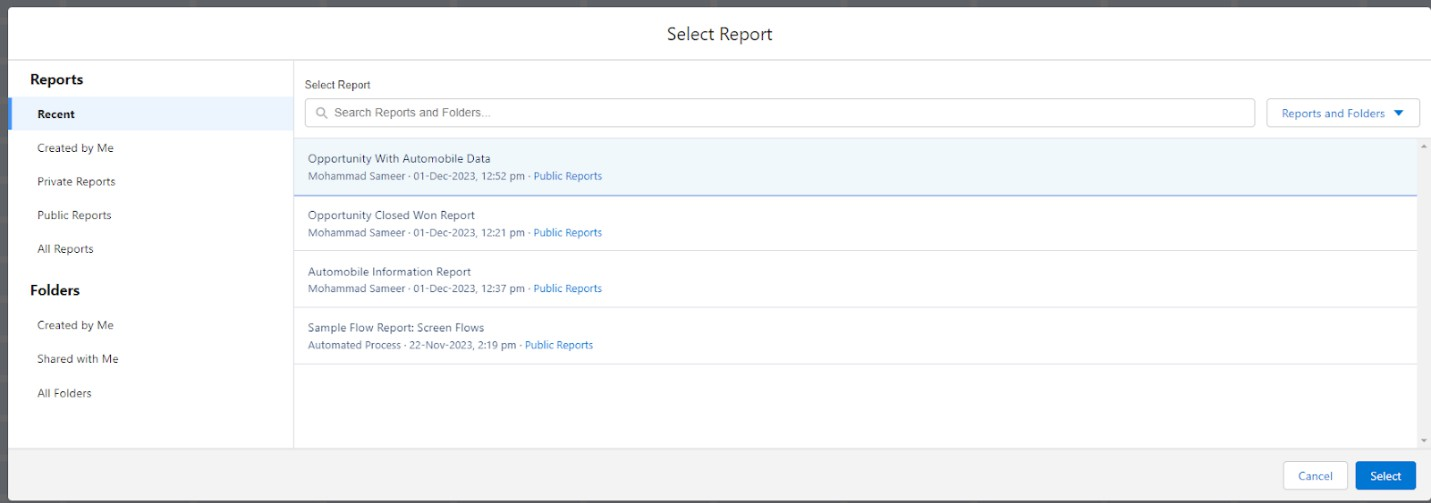 Select Report
Reports
Recent
Created by Me
Private Reports
Public Reports
All Reports
Folders
Created by Me
Shared with Me
All Folders
Select Report
Search Reports and Folders...
Reports and Folders
Opportunity With Automobile Data
Mohammad Sameer · 01-Dec-2023, 12:52 pm · Public Reports
Opportunity Closed Won Report
Mohammad Sameer · 01-Dec-2023, 12:21 pm · Public Reports
Automobile Information Report
Mohammad Sameer · 01-Dec-2023, 12:37 pm · Public Reports
Sample Flow Report: Screen Flows
Automated Process · 22-Nov-2023, 2:19 pm · Public Reports
Cancel
Select